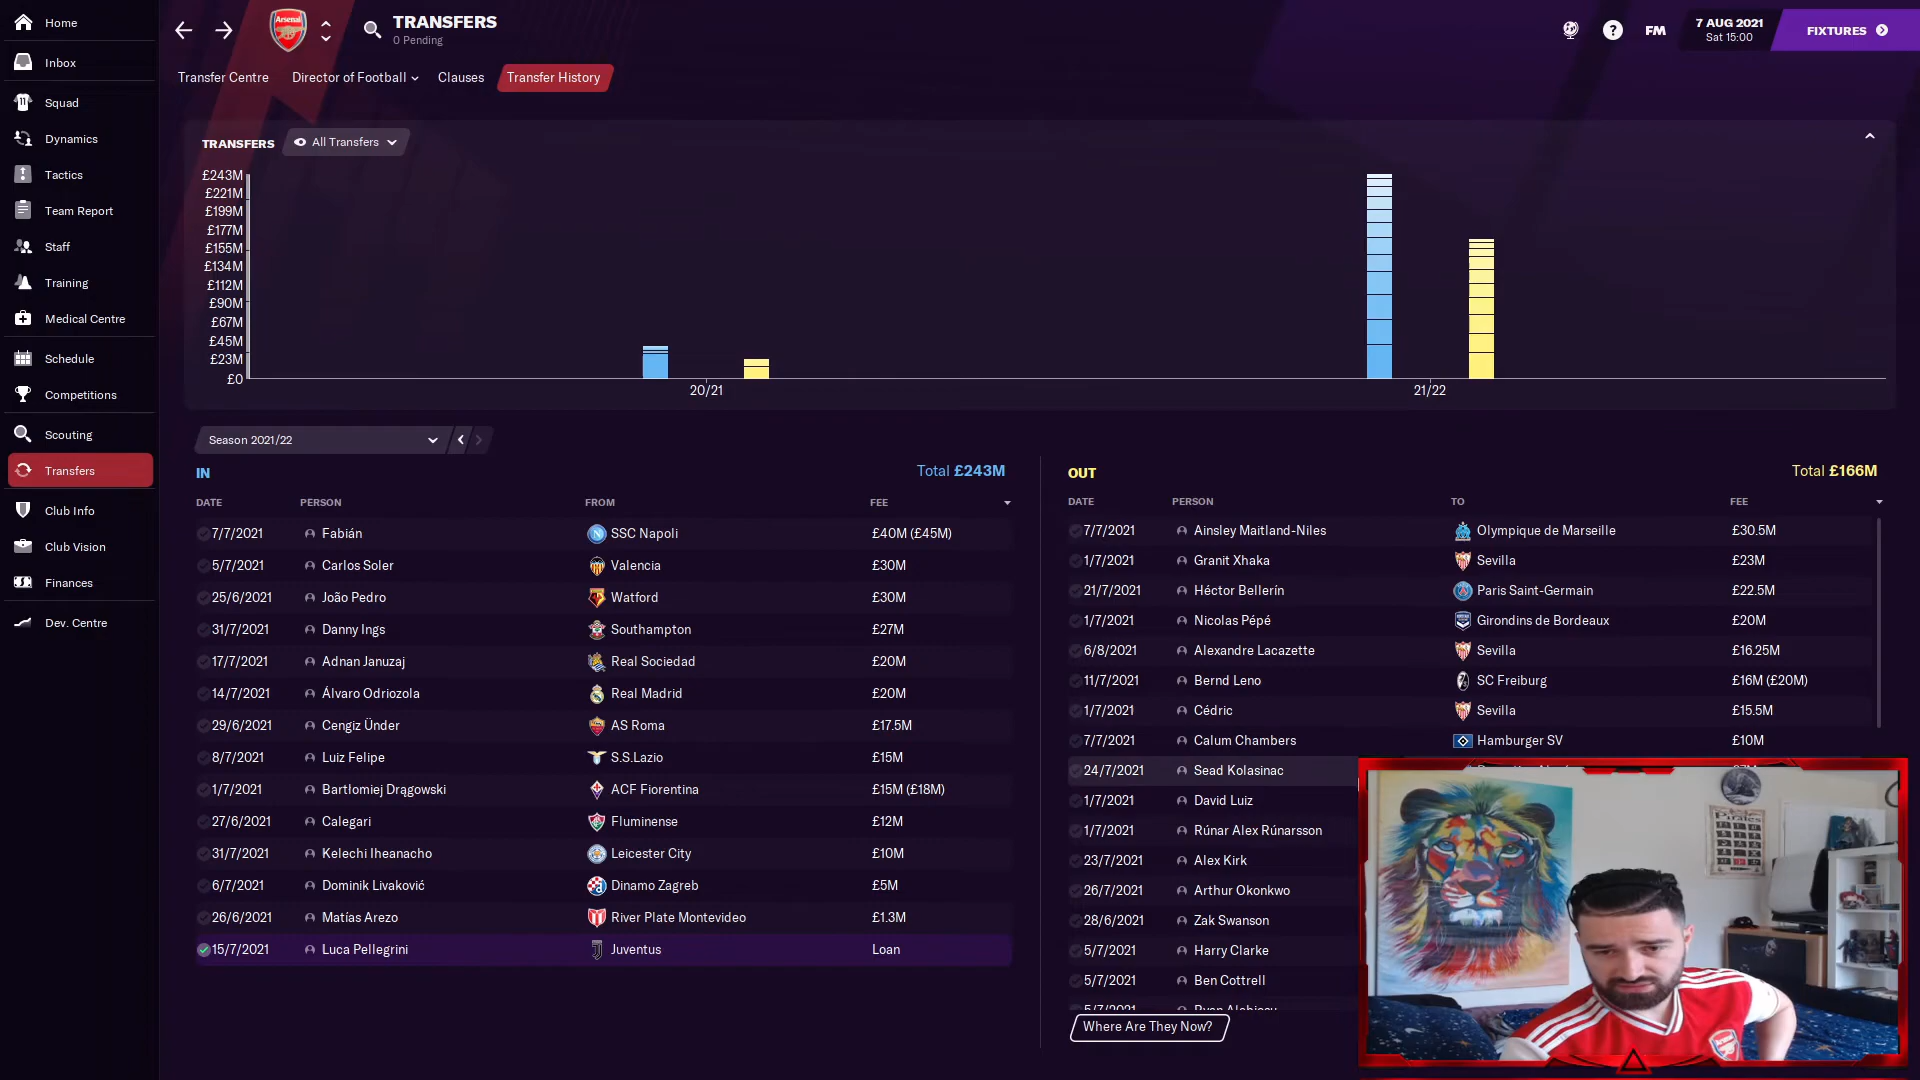 Home
Inbox
Squad
Dynamics
Tactics
Team Report
Staff
Training
Medical Centre
Schedule
Competitions
Scouting
Transfers
Club Info
Club Vision
Finances
Dev. Centre
Arsenal
TRANSFERS
0 Pending
FM
7 AUG 2021
Sat 15:00
FIXTURES
Transfer Centre Director of Football Clauses Transfer History
TRANSFERS All Transfers
£243M
£221M
£199M
£177M
£155M
£134M
£112M
£90M
£67M
£45M
£23M
£0
20/21 21/22
Season 2021/22
IN Total £243M
DATE PERSON FROM FEE
7/7/2021 Fabián SSC Napoli £40M (£45M)
5/7/2021 Carlos Soler Valencia £30M
25/6/2021 João Pedro Watford £30M
31/7/2021 Danny Ings Southampton £27M
17/7/2021 Adnan Januzaj Real Sociedad £20M
14/7/2021 Álvaro Odriozola Real Madrid £20M
29/6/2021 Cengiz Ünder AS Roma £17.5M
8/7/2021 Luiz Felipe S.S.Lazio £15M
1/7/2021 Bartłomiej Drągowski ACF Fiorentina £15M (£18M)
27/6/2021 Calegari Fluminense £12M
31/7/2021 Kelechi Iheanacho Leicester City £10M
6/7/2021 Dominik Livaković Dinamo Zagreb £5M
26/6/2021 Matías Arezo River Plate Montevideo £1.3M
15/7/2021 Luca Pellegrini Juventus Loan
OUT Total £166M
DATE PERSON TO FEE
7/7/2021 Ainsley Maitland-Niles Olympique de Marseille £30.5M
1/7/2021 Granit Xhaka Sevilla £23M
21/7/2021 Héctor Bellerín Paris Saint-Germain £22.5M
1/7/2021 Nicolas Pépé Girondins de Bordeaux £20M
6/8/2021 Alexandre Lacazette Sevilla £16.25M
11/7/2021 Bernd Leno SC Freiburg £16M (£20M)
1/7/2021 Cédric Sevilla £15.5M
7/7/2021 Calum Chambers Hamburger SV £10M
24/7/2021 Sead Kolasinac
1/7/2021 David Luiz
1/7/2021 Rúnar Alex Rúnarsson
23/7/2021 Alex Kirk
26/7/2021 Arthur Okonkwo
28/6/2021 Zak Swanson
5/7/2021 Harry Clarke
5/7/2021 Ben Cottrell
5/7/2021
Where Are They Now?